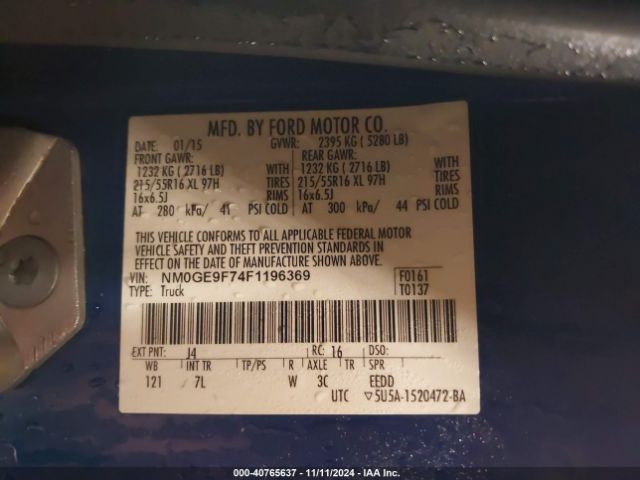 MFD. BY FORD MOTOR CO.
DATE: 01/15 GVWR: 2395 KG ( 5280 LB)
FRONT GAWR: REAR GAWR:
1232 KG ( 2716 LB) WITH 1232 KG ( 2716 LB) WITH
215/55R16 XL 97H TIRES 215/55R16 XL 97H TIRES
16x6.5J RIMS 16x6.5J RIMS
AT 280 kPa/ 41 PSI COLD AT 300 kPa/ 44 PSI COLD
THIS VEHICLE CONFORMS TO ALL APPLICABLE FEDERAL MOTOR
VEHICLE SAFETY AND THEFT PREVENTION STANDARDS IN
EFFECT ON THE DATE OF MANUFACTURE SHOWN ABOVE.
VIN: NM0GE9F74F1196369 F0161
TYPE: Truck T0137
EXT PNT: J4 RC: 16 DSO:
WB INT TR TP/PS R AXLE TR SPR
121 7L W 3C EEDD
UTC ▽5U5A-1520472-BA
000-40765637 - 11/11/2024 - IAA Inc.